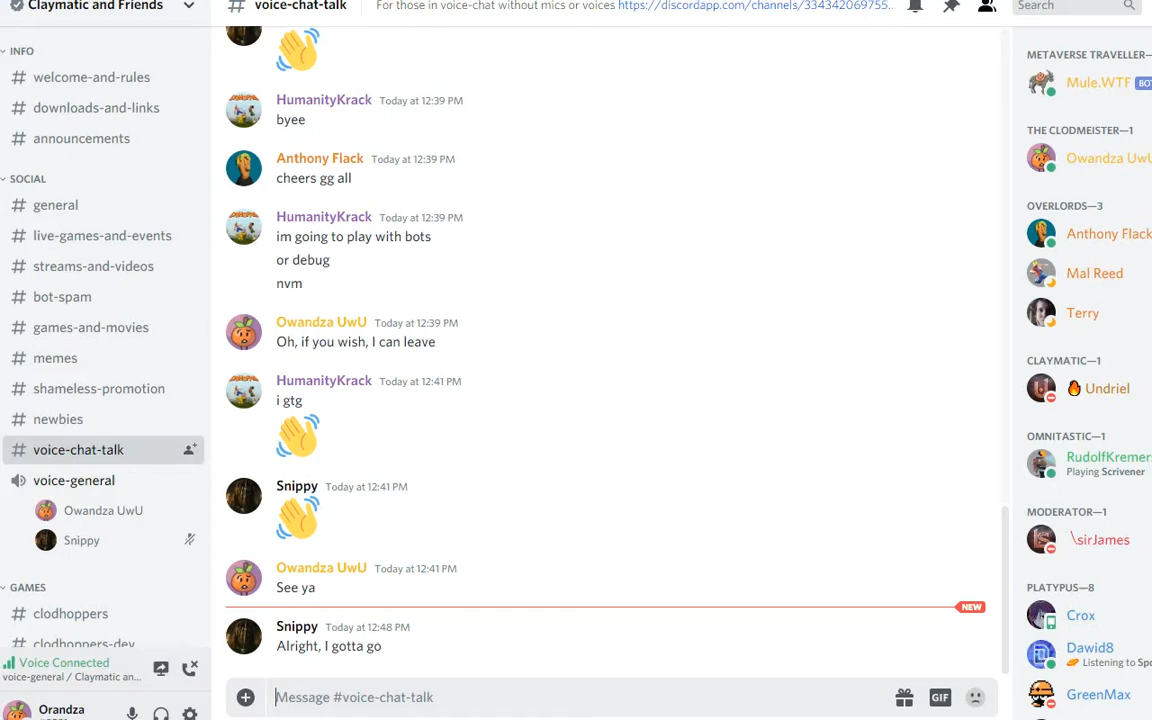 Claymatic and Friends
INFO
# welcome-and-rules
# downloads-and-links
# announcements
SOCIAL
# general
# live-games-and-events
# streams-and-videos
# bot-spam
# games-and-movies
# memes
# shameless-promotion
# newbies
# voice-chat-talk
voice-general
Owandza UwU
Snippy
GAMES
# clodhoppers
# clodhoppers-dev
Voice Connected
voice-general / Claymatic an...
Orandza
# voice-chat-talk
For those in voice-chat without mics or voices https://discordapp.com/channels/334342069755..
Search
HumanityKrack Today at 12:39 PM
byee
Anthony Flack Today at 12:39 PM
cheers gg all
HumanityKrack Today at 12:39 PM
im going to play with bots
or debug
nvm
Owandza UwU Today at 12:39 PM
Oh, if you wish, I can leave
HumanityKrack Today at 12:41 PM
i gtg
Snippy Today at 12:41 PM
Owandza UwU Today at 12:41 PM
See ya
NEW
Snippy Today at 12:48 PM
Alright, I gotta go
Message #voice-chat-talk
GIF
METAVERSE TRAVELLER—
Mule.WTF BOT
THE CLODMEISTER—1
Owandza UwU
OVERLORDS—3
Anthony Flack
Mal Reed
Terry
CLAYMATIC—1
Undriel
OMNITASTIC—1
RudolfKremers
Playing Scrivener
MODERATOR—1
\sirJames
PLATYPUS—8
Crox
Dawid8
Listening to Spo
GreenMax